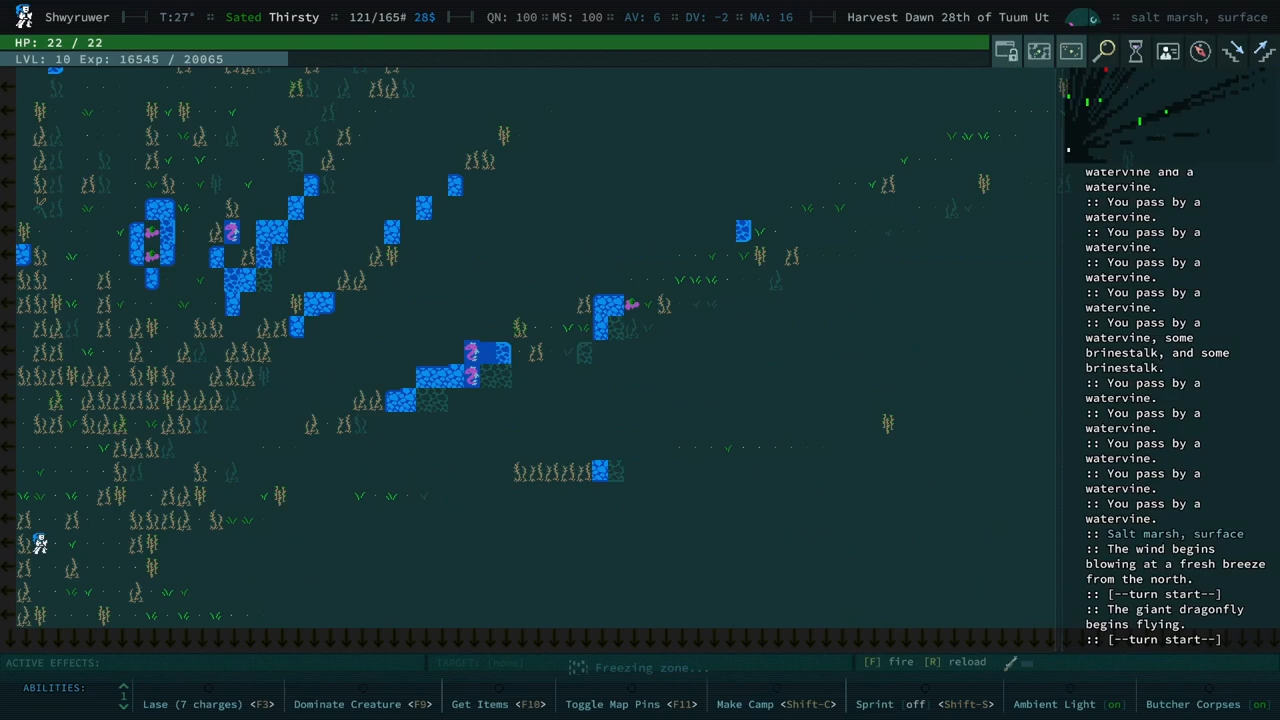 Shwyruwer T:27° :: Sated Thirsty :: 121/165# 28$ QN: 100 :: MS: 100 :: AV: 6 :: DV: -2 :: MA: 16 Harvest Dawn 28th of Tuum Ut :: salt marsh, surface
HP: 22 / 22
LVL: 10 Exp: 16545 / 20065
watervine and a
watervine.
:: You pass by a
watervine.
:: You pass by a
watervine.
:: You pass by a
watervine.
:: You pass by a
watervine.
:: You pass by a
watervine, some
brinestalk, and some
brinestalk.
:: You pass by a
watervine.
:: You pass by a
watervine.
:: You pass by a
watervine.
:: You pass by a
watervine.
:: You pass by a
watervine.
:: Salt marsh, surface
:: The wind begins
blowing at a fresh breeze
from the north.
:: [--turn start--]
:: The giant dragonfly
begins flying.
:: [--turn start--]
ACTIVE EFFECTS: TARGET: [none] Freezing zone... [F] fire [R] reload
ABILITIES: 1 Lase (7 charges) <F3> Dominate Creature <F9> Get Items <F10> Toggle Map Pins <F11> Make Camp <Shift-C> Sprint [off] <Shift-S> Ambient Light [on] Butcher Corpses [on]